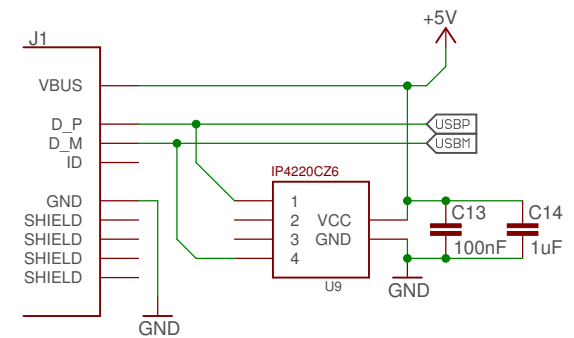 +5V
J1
VBUS
D_P
USBP
D_M
USBM
ID
IP4220CZ6
GND
1
SHIELD
2 VCC
C13
C14
SHIELD
3 GND
SHIELD
4
100nF
1uF
SHIELD
U9
GND
GND